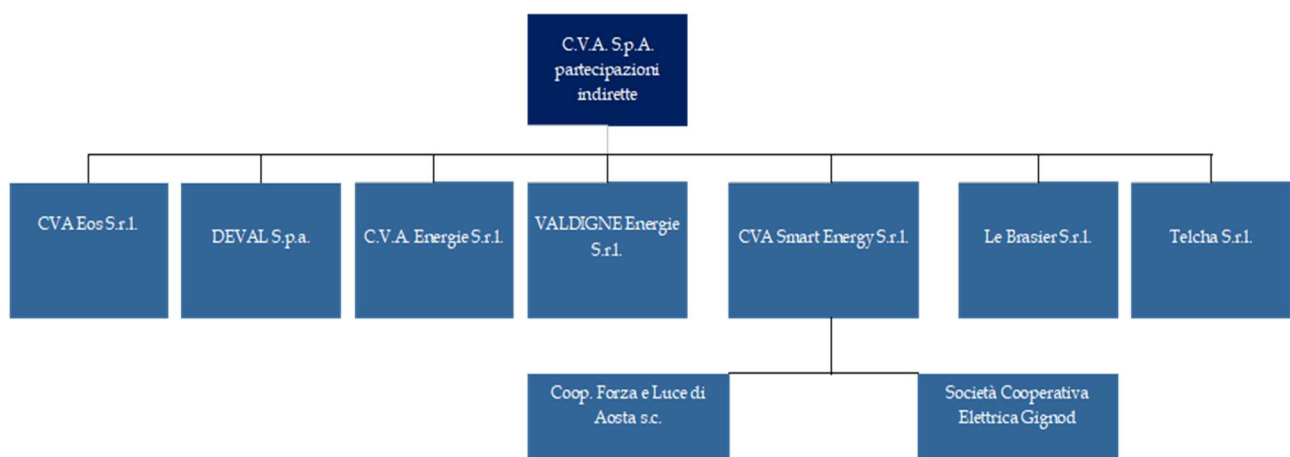 C.V.A. S.p.A.
partecipazioni
indirette
CVA Eos S.r.l.
DEVAL S.p.a.
C.V.A. Energie S.r.l.
VALDIGNE Energie
S.r.l.
CVA Smart Energy S.r.l.
Le Brasier S.r.l.
Telcha S.r.l.
Coop. Forza e Luce di
Aosta s.c.
Società Cooperativa
Elettrica Gignod